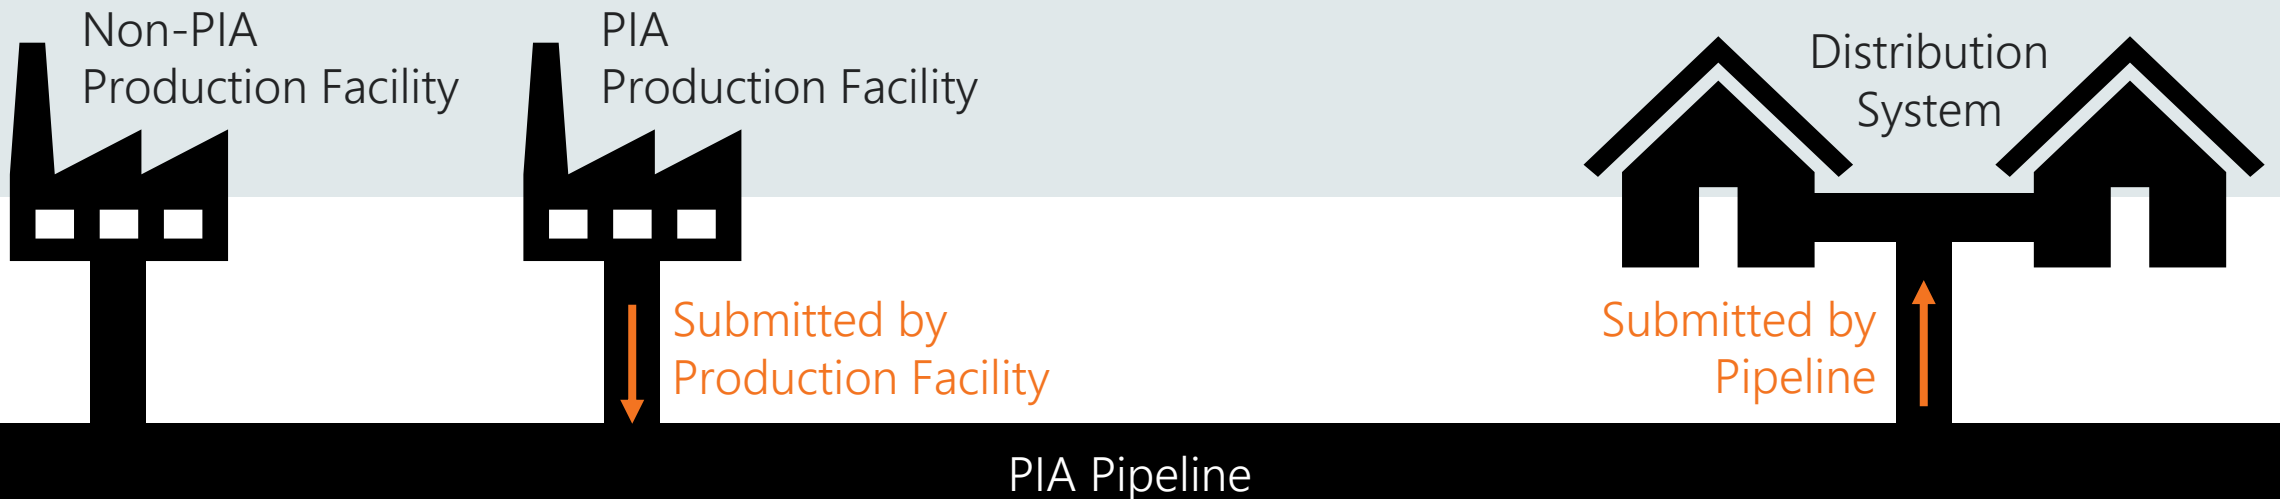 Non-PIA
Production Facility
PIA
Production Facility
Distribution
System
Submitted by
Production Facility
Submitted by
Pipeline
PIA Pipeline